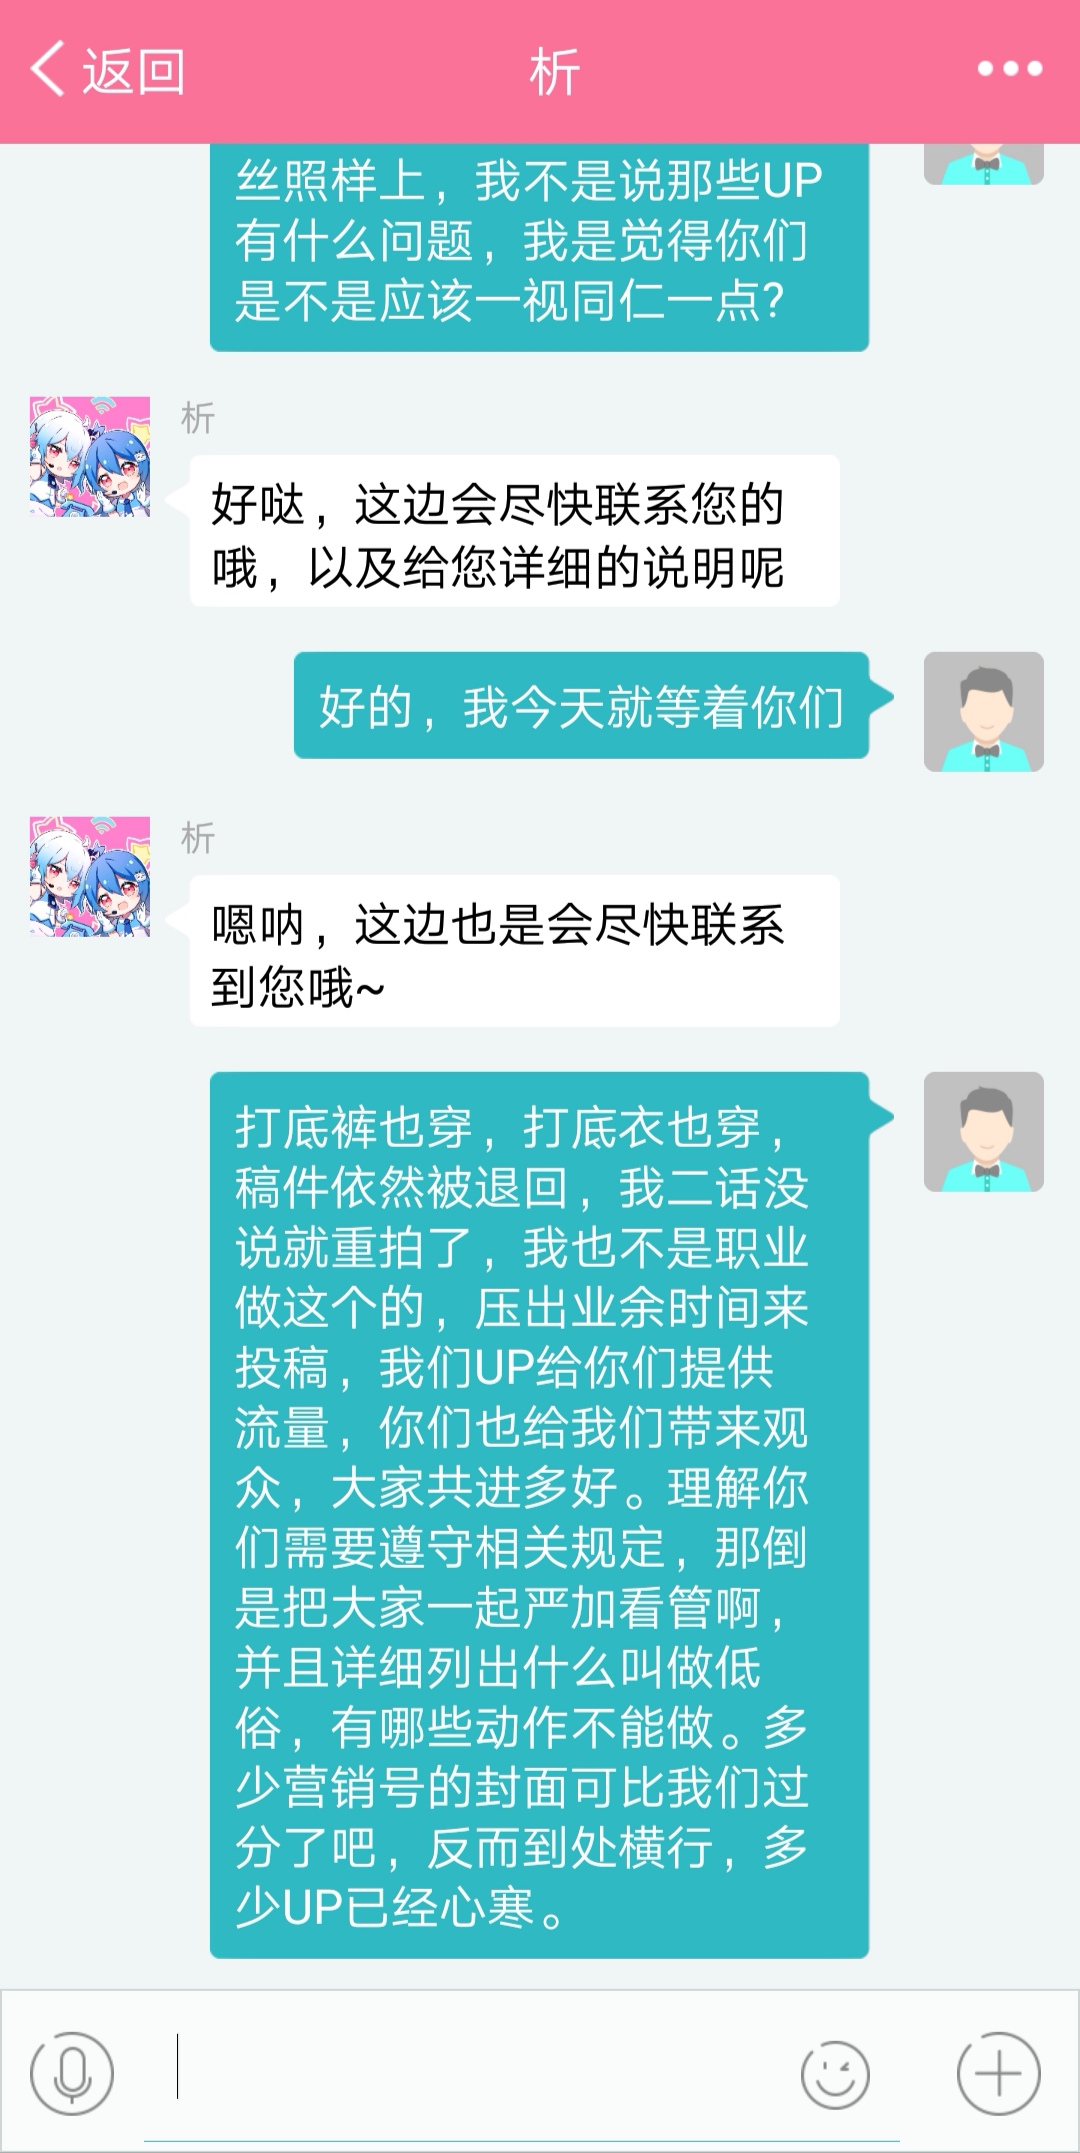 返回
析
丝照样上，我不是说那些UP
有什么问题，我是觉得你们
是不是应该一视同仁一点?
析
好哒，这边会尽快联系您的
哦，以及给您详细的说明呢
好的，我今天就等着你们
析
嗯呐，这边也是会尽快联系
到您哦~
打底裤也穿，打底衣也穿，
稿件依然被退回，我二话没
说就重拍了，我也不是职业
做这个的，压出业余时间来
投稿，我们UP给你们提供
流量，你们也给我们带来观
众，大家共进多好。理解你
们需要遵守相关规定，那倒
是把大家一起严加看管啊，
并且详细列出什么叫做低
俗，有哪些动作不能做。多
少营销号的封面可比我们过
分了吧，反而到处横行，多
少UP已经心寒。